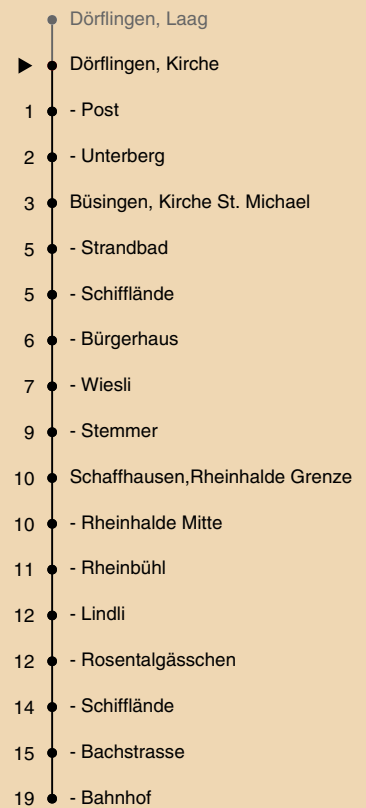 Dörflingen, Laag
Dörflingen, Kirche
1 - Post
2 - Unterberg
3 Büsingen, Kirche St. Michael
5 - Strandbad
5 - Schifflände
6 - Bürgerhaus
7 - Wiesli
9 - Stemmer
10 Schaffhausen,Rheinhalde Grenze
10 - Rheinhalde Mitte
11 - Rheinbühl
12 - Lindli
12 - Rosentalgässchen
14 - Schifflände
15 - Bachstrasse
19 - Bahnhof